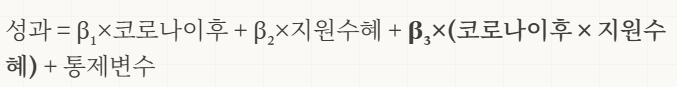 성과 = β₁×코로나이후 + β₂×지원수혜 + β₃×(코로나이후 × 지원수
혜) + 통제변수